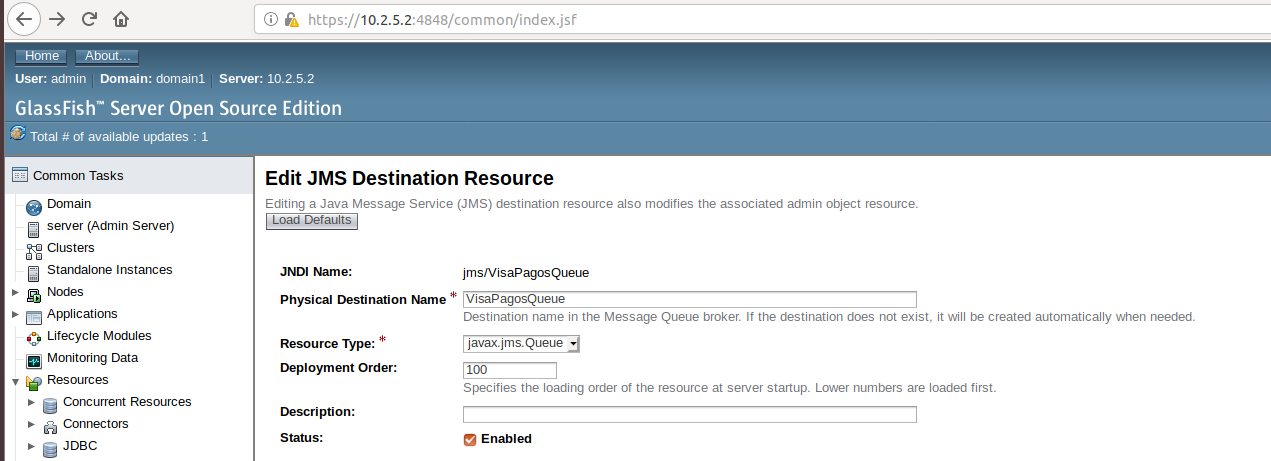 https://10.2.5.2:4848/common/index.jsf
Home About...
User: admin Domain: domain1 Server: 10.2.5.2
GlassFish™ Server Open Source Edition
Total # of available updates : 1
Common Tasks
Domain
server (Admin Server)
Clusters
Standalone Instances
Nodes
Applications
Lifecycle Modules
Monitoring Data
Resources
Concurrent Resources
Connectors
JDBC
Edit JMS Destination Resource
Editing a Java Message Service (JMS) destination resource also modifies the associated admin object resource.
Load Defaults
JNDI Name: jms/VisaPagosQueue
Physical Destination Name * VisaPagosQueue
Destination name in the Message Queue broker. If the destination does not exist, it will be created automatically when needed.
Resource Type: * javax.jms.Queue
Deployment Order: 100
Specifies the loading order of the resource at server startup. Lower numbers are loaded first.
Description:
Status: Enabled